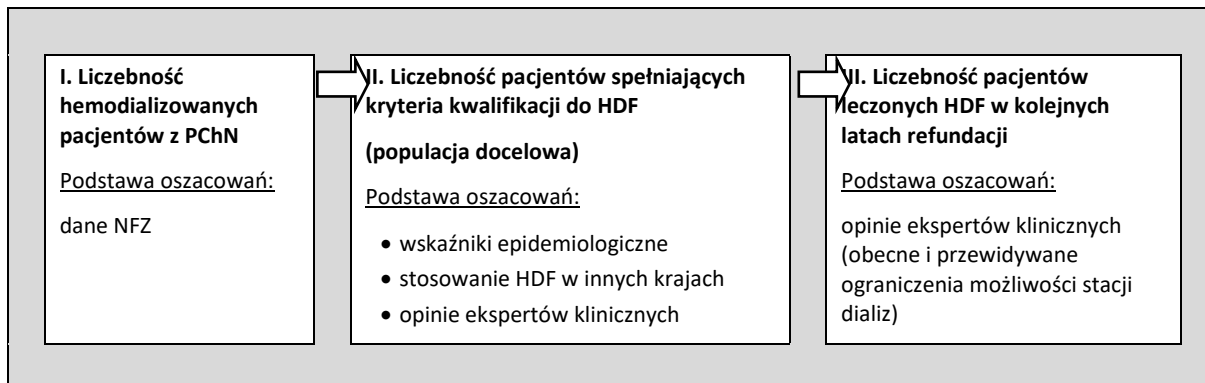 I. Liczebność
hemodializowanych
pacjentów z PChN
Podstawa oszacowań:
dane NFZ
II. Liczebność pacjentów spełniających
kryteria kwalifikacji do HDF
(populacja docelowa)
Podstawa oszacowań:
• wskaźniki epidemiologiczne
• stosowanie HDF w innych krajach
• opinie ekspertów klinicznych
III. Liczebność pacjentów
leczonych HDF w kolejnych
latach refundacji
Podstawa oszacowań:
opinie ekspertów klinicznych
(obecne i przewidywane
ograniczenia możliwości stacji
dializ)